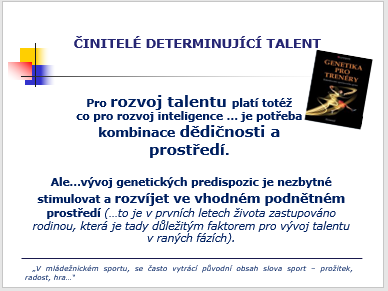 ČINITELÉ DETERMINUJÍCÍ TALENT
GENETIKA
PRO
TRENÉRY
Pro rozvoj talentu platí totéž
co pro rozvoj inteligence ... je potřeba
kombinace dědičnosti a
prostředí.
Ale...vývoj genetických predispozic je nezbytné
stimulovat a rozvíjet ve vhodném podnětném
prostředí (...to je v prvních letech života zastupováno
rodinou, která je tady důležitým faktorem pro vývoj talentu
v raných fázích).
„V mládežnickém sportu, se často vytrácí původní obsah slova sport – prožitek,
radost, hra..."